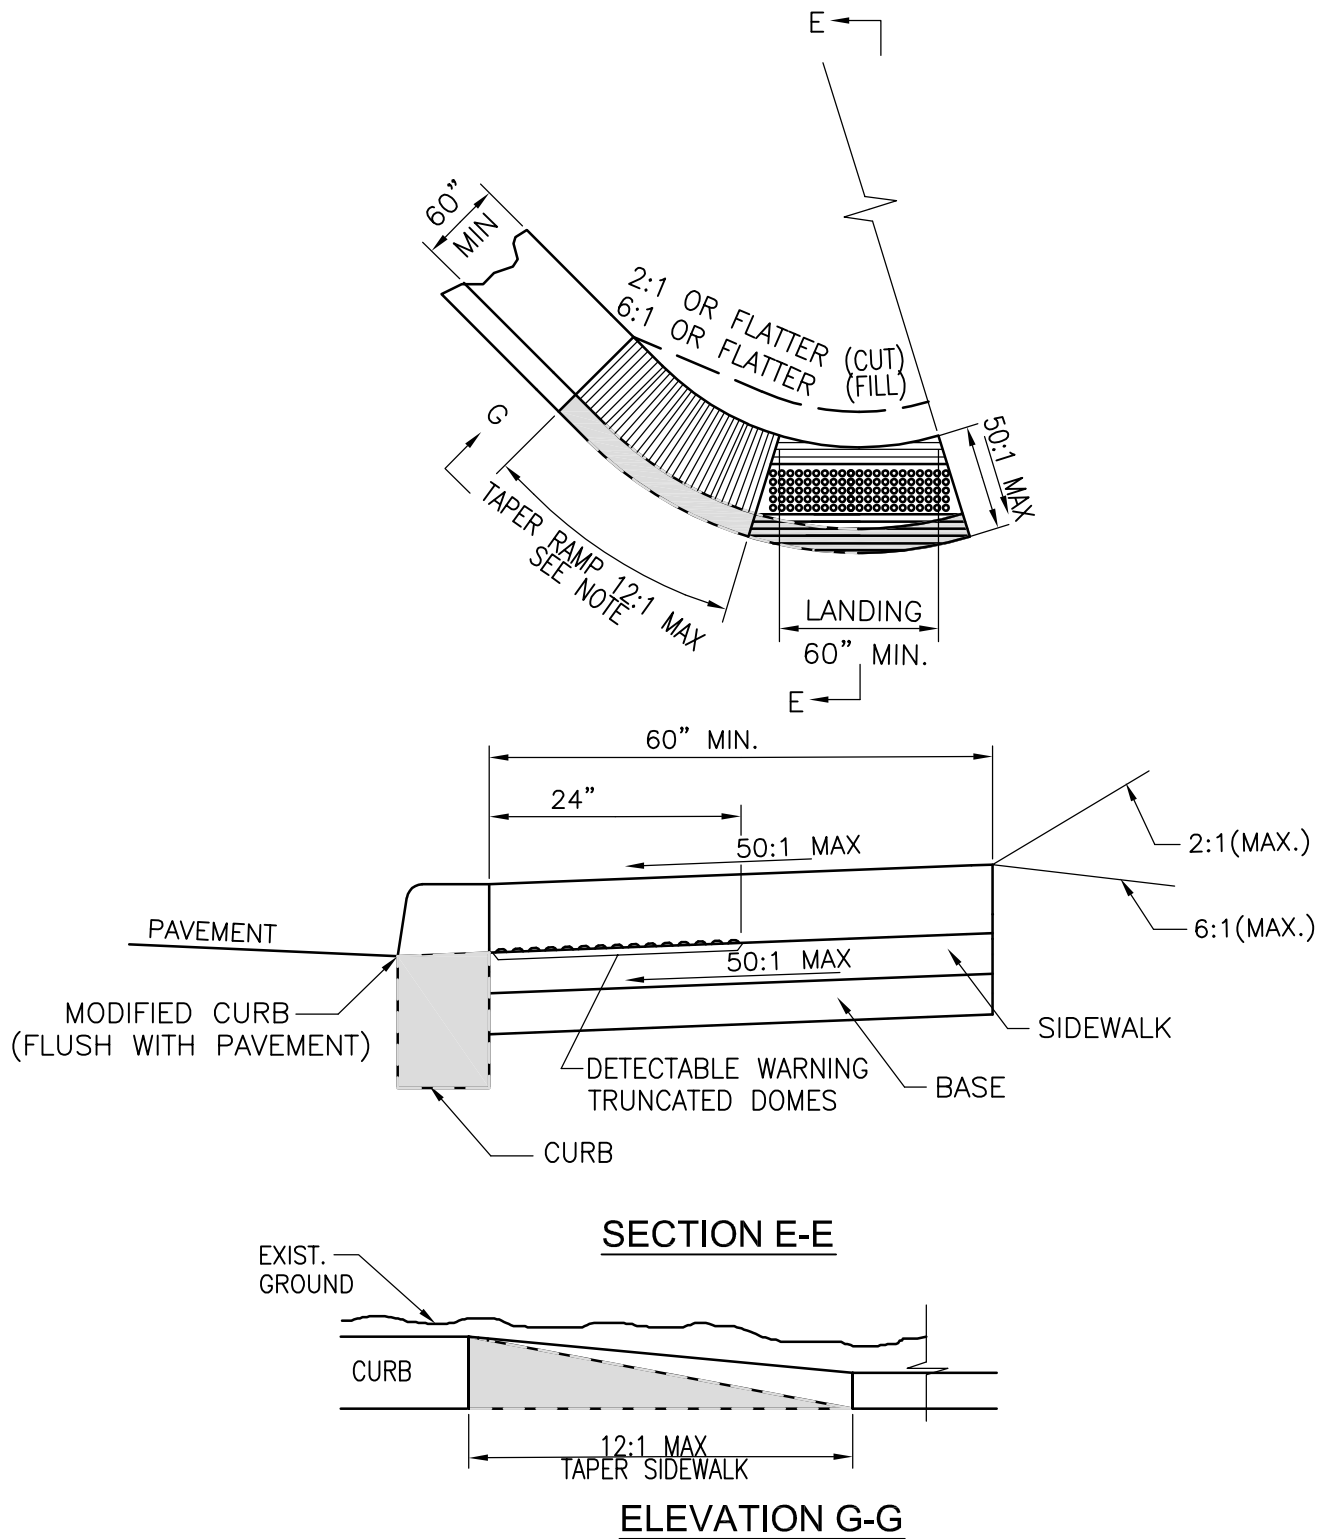 E
60”
MIN
2:1 OR FLATTER (CUT)
6:1 OR FLATTER (FILL)
G
50:1 MAX
TAPER RAMP 12:1 MAX
SEE NOTE
LANDING
60” MIN.
E
60” MIN.
24”
50:1 MAX
2:1(MAX.)
PAVEMENT
6:1(MAX.)
50:1 MAX
MODIFIED CURB
(FLUSH WITH PAVEMENT)
SIDEWALK
DETECTABLE WARNING
TRUNCATED DOMES
BASE
CURB
SECTION E-E
EXIST.
GROUND
CURB
12:1 MAX
TAPER SIDEWALK
ELEVATION G-G